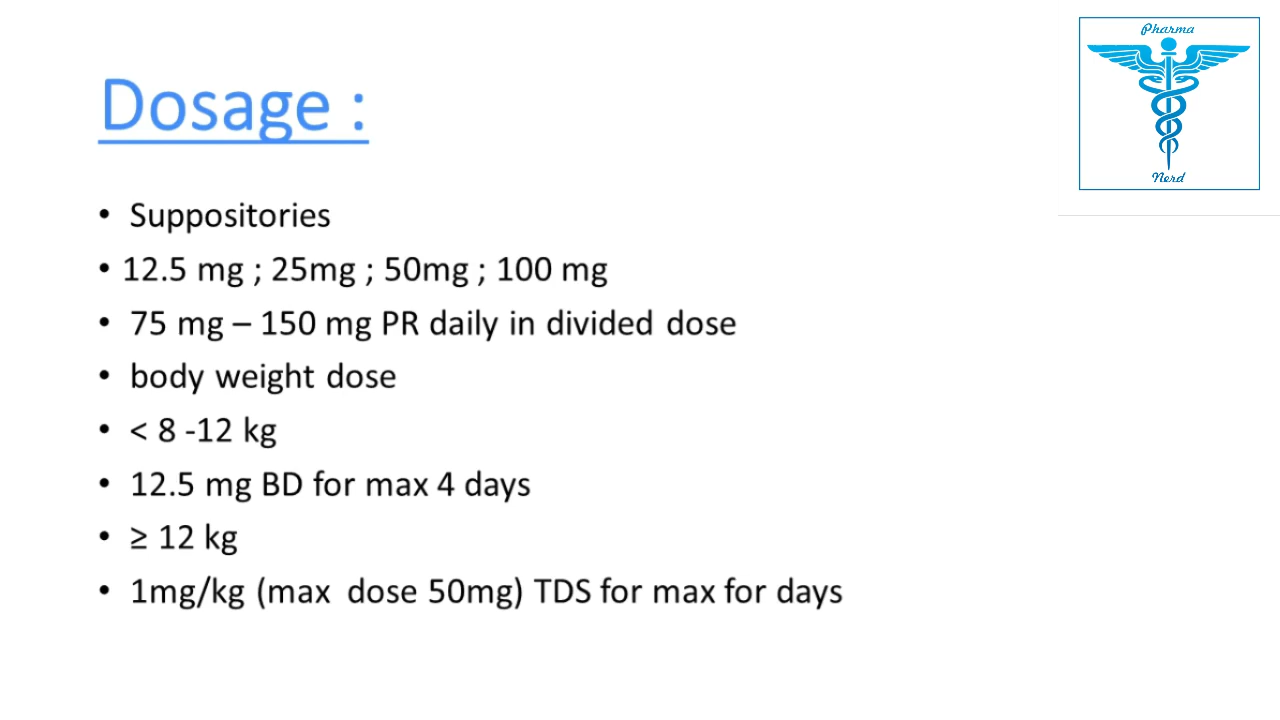 Pharma
Nerd
Dosage :
• Suppositories
• 12.5 mg ; 25mg ; 50mg ; 100 mg
• 75 mg – 150 mg PR daily in divided dose
• body weight dose
• < 8 -12 kg
• 12.5 mg BD for max 4 days
• ≥ 12 kg
• 1mg/kg (max dose 50mg) TDS for max for days